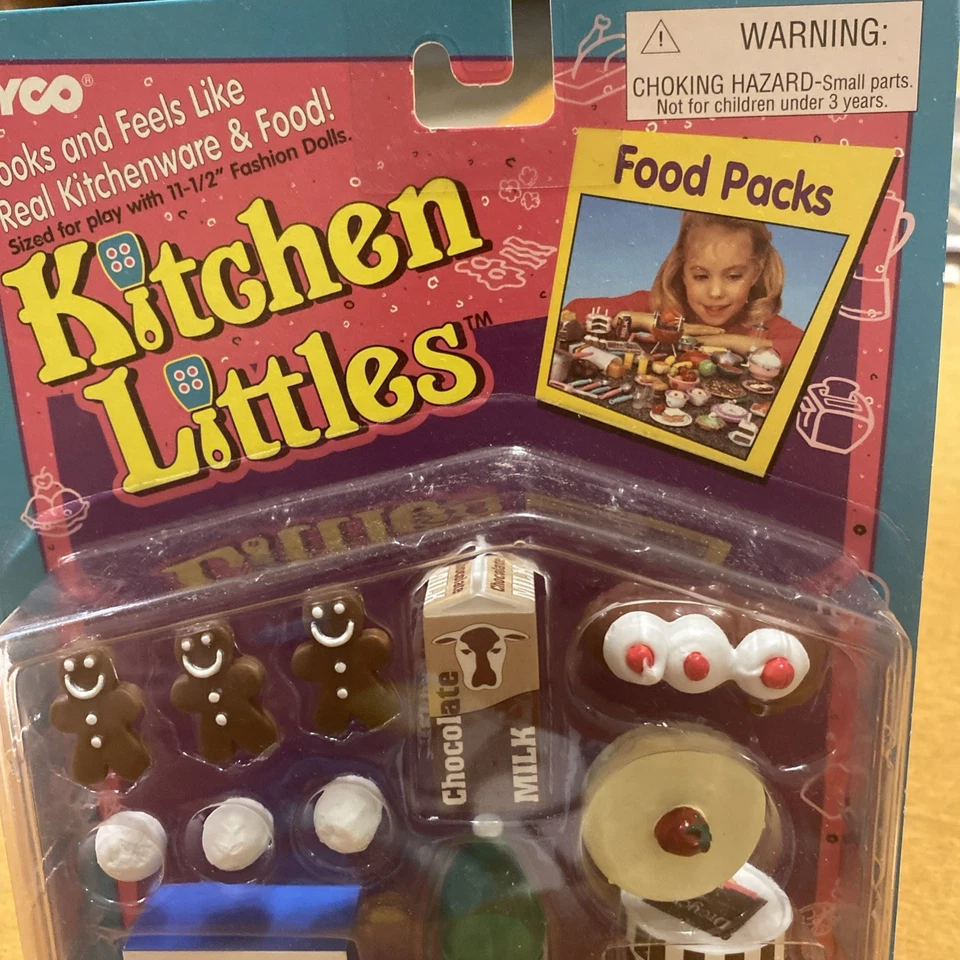 YCO®
ooks and Feels Like
Real Kitchenware & Food!
Sized for play with 11-1/2" Fashion Dolls.
Kitchen
Littles™
WARNING:
CHOKING HAZARD-Small parts.
Not for children under 3 years.
Food Packs
Chocolate
MILK